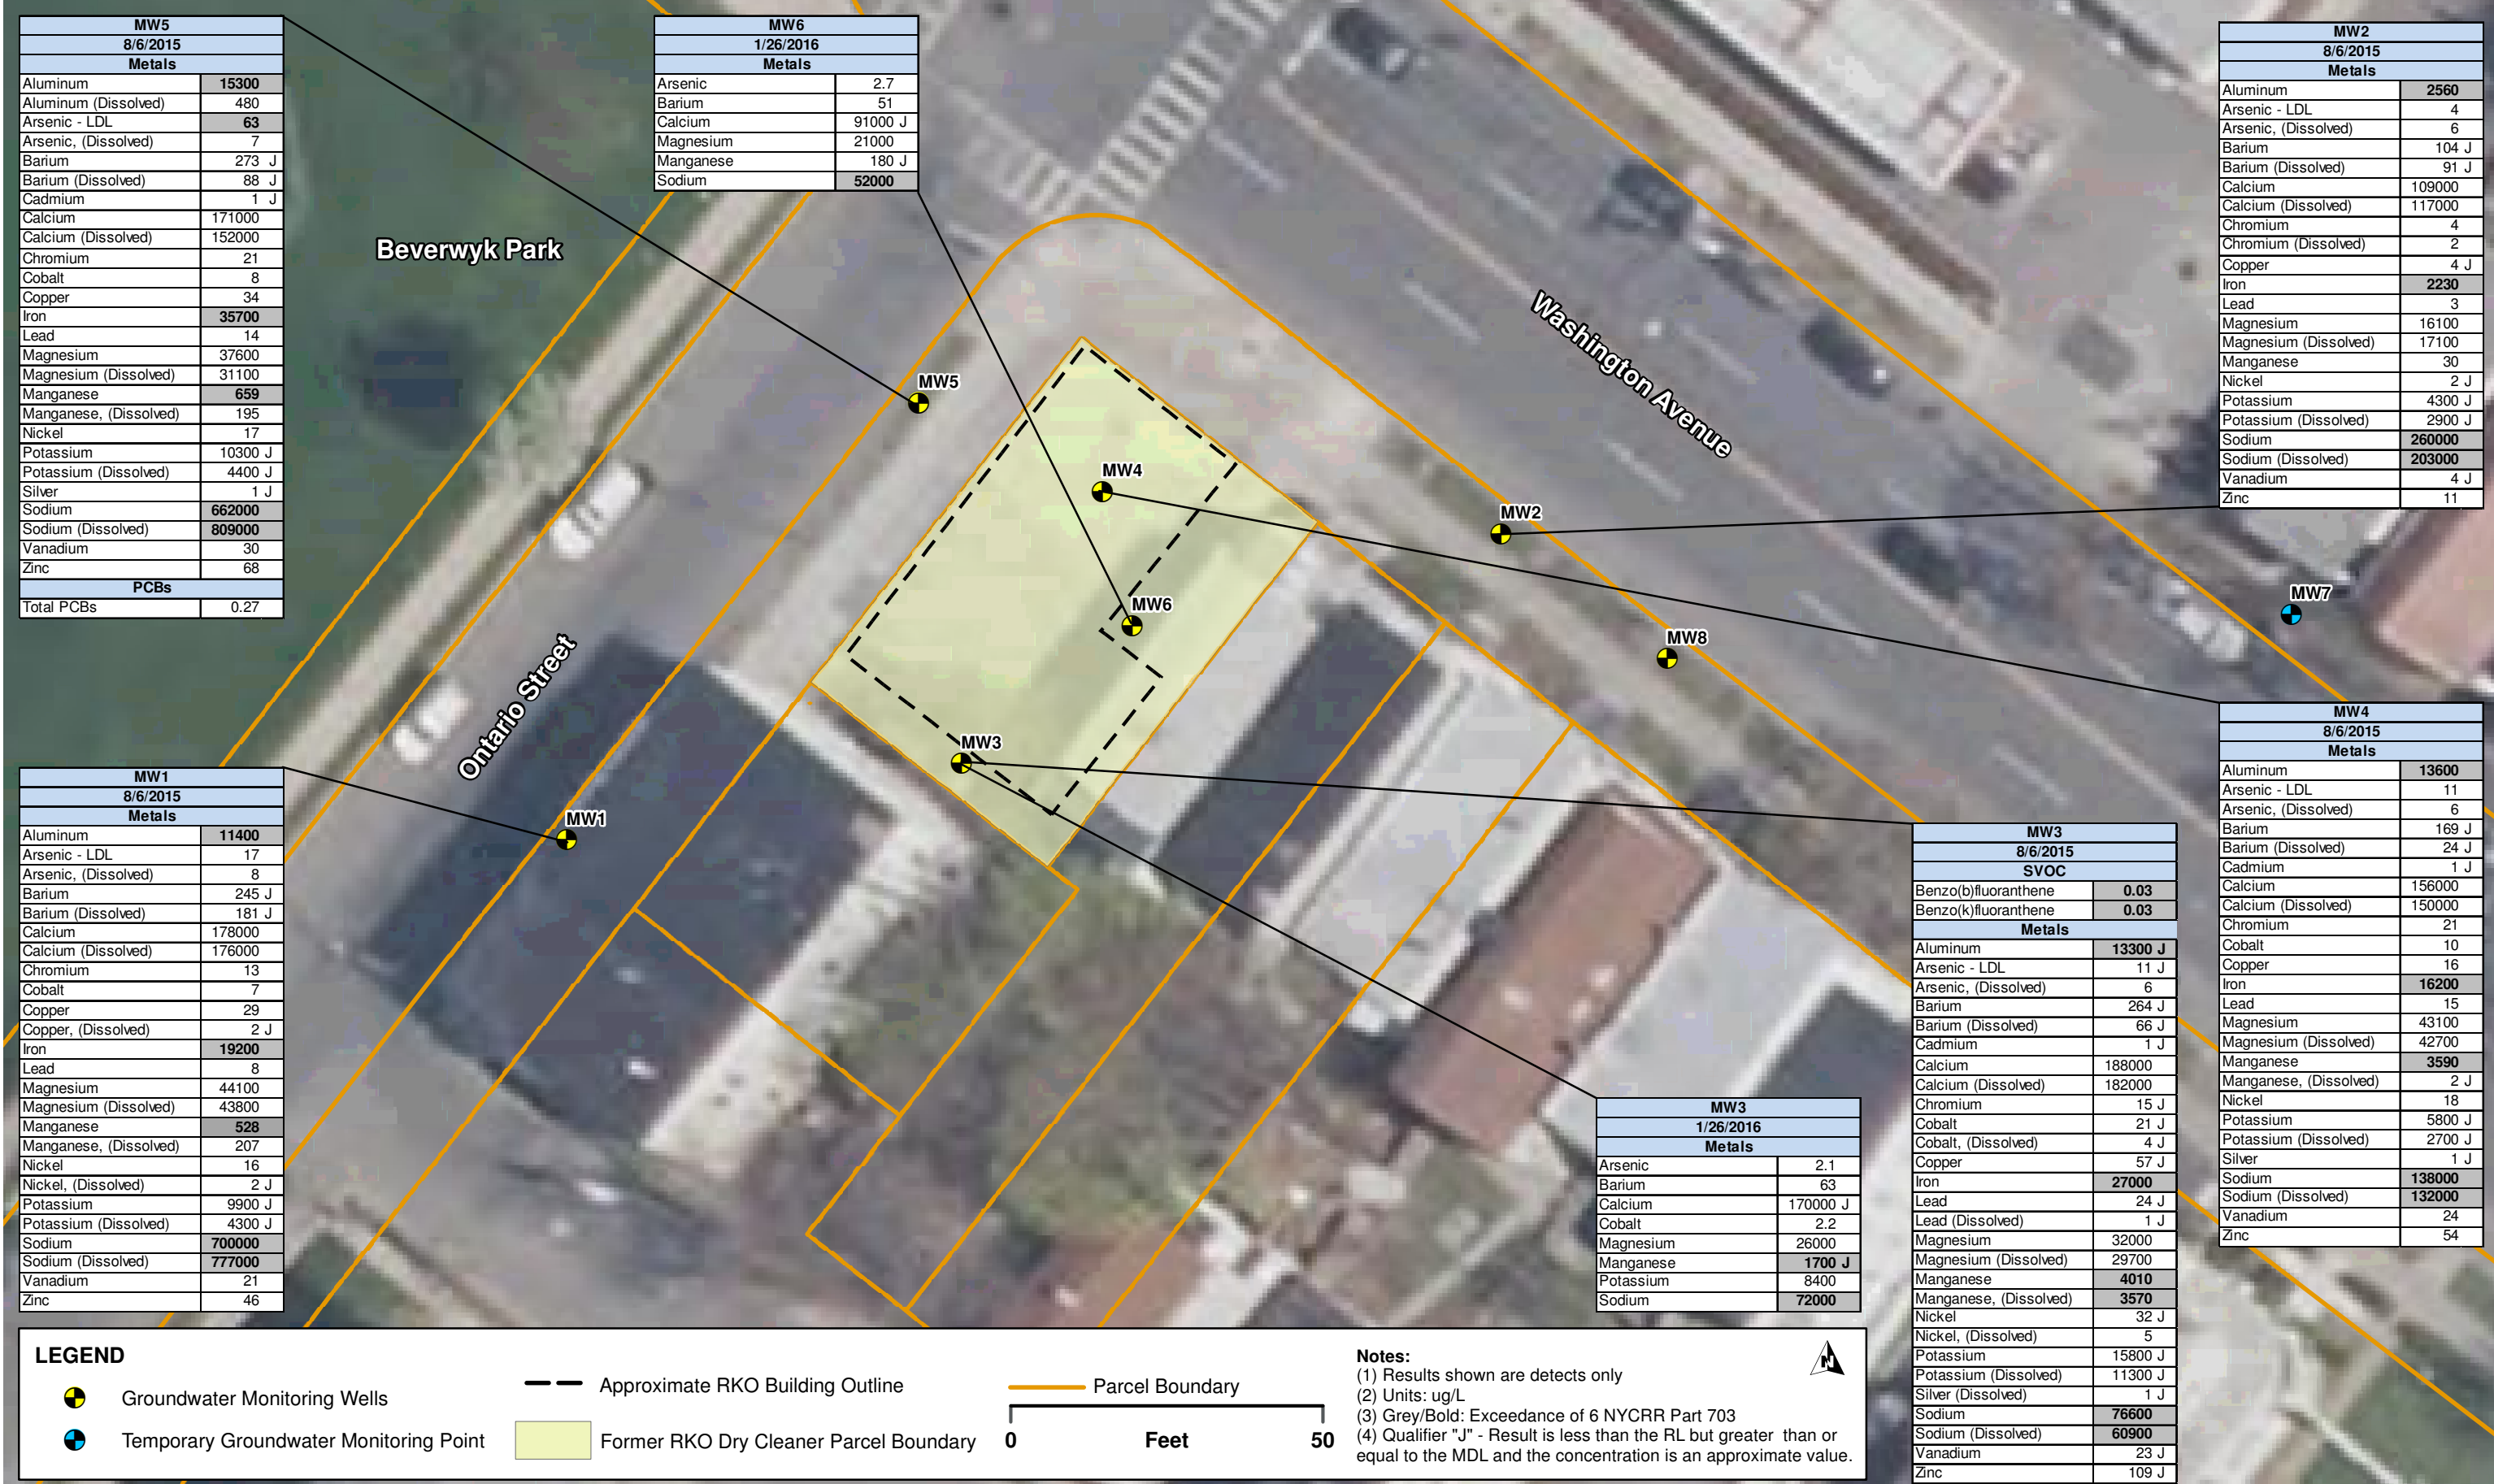 MW5
8/6/2015
Metals
Aluminum 15300
Aluminum (Dissolved) 480
Arsenic - LDL 63
Arsenic, (Dissolved) 7
Barium 273 J
Barium (Dissolved) 88 J
Cadmium 1 J
Calcium 171000
Calcium (Dissolved) 152000
Chromium 21
Cobalt 8
Copper 34
Iron 35700
Lead 14
Magnesium 37600
Magnesium (Dissolved) 31100
Manganese 659
Manganese, (Dissolved) 195
Nickel 17
Potassium 10300 J
Potassium (Dissolved) 4400 J
Silver 1 J
Sodium 662000
Sodium (Dissolved) 809000
Vanadium 30
Zinc 68
PCBs
Total PCBs 0.27
MW6
1/26/2016
Metals
Arsenic 2.7
Barium 51
Calcium 91000 J
Magnesium 21000
Manganese 180 J
Sodium 52000
MW2
8/6/2015
Metals
Aluminum 2560
Arsenic - LDL 4
Arsenic, (Dissolved) 6
Barium 104 J
Barium (Dissolved) 91 J
Calcium 109000
Calcium (Dissolved) 117000
Chromium 4
Chromium (Dissolved) 2
Copper 4 J
Iron 2230
Lead 3
Magnesium 16100
Magnesium (Dissolved) 17100
Manganese 30
Nickel 2 J
Potassium 4300 J
Potassium (Dissolved) 2900 J
Sodium 260000
Sodium (Dissolved) 203000
Vanadium 4 J
Zinc 11
Beverwyk Park
Washington Avenue
Ontario Street
MW5
MW4
MW2
MW6
MW7
MW8
MW3
MW1
MW1
8/6/2015
Metals
Aluminum 11400
Arsenic - LDL 17
Arsenic, (Dissolved) 8
Barium 245 J
Barium (Dissolved) 181 J
Calcium 178000
Calcium (Dissolved) 176000
Chromium 13
Cobalt 7
Copper 29
Copper, (Dissolved) 2 J
Iron 19200
Lead 8
Magnesium 44100
Magnesium (Dissolved) 43800
Manganese 528
Manganese, (Dissolved) 207
Nickel 16
Nickel, (Dissolved) 2 J
Potassium 9900 J
Potassium (Dissolved) 4300 J
Sodium 700000
Sodium (Dissolved) 777000
Vanadium 21
Zinc 46
MW4
8/6/2015
Metals
Aluminum 13600
Arsenic - LDL 11
Arsenic, (Dissolved) 6
Barium 169 J
Barium (Dissolved) 24 J
Cadmium 1 J
Calcium 156000
Calcium (Dissolved) 150000
Chromium 21
Cobalt 10
Copper 16
Iron 16200
Lead 15
Magnesium 43100
Magnesium (Dissolved) 42700
Manganese 3590
Manganese, (Dissolved) 2 J
Nickel 18
Potassium 5800 J
Potassium (Dissolved) 2700 J
Silver 1 J
Sodium 138000
Sodium (Dissolved) 132000
Vanadium 24
Zinc 54
MW3
8/6/2015
SVOC
Benzo(b)fluoranthene 0.03
Benzo(k)fluoranthene 0.03
Metals
Aluminum 13300 J
Arsenic - LDL 11 J
Arsenic, (Dissolved) 6
Barium 264 J
Barium (Dissolved) 66 J
Cadmium 1 J
Calcium 188000
Calcium (Dissolved) 182000
Chromium 15 J
Cobalt 21 J
Cobalt, (Dissolved) 4 J
Copper 57 J
Iron 27000
Lead 24 J
Lead (Dissolved) 1 J
Magnesium 32000
Magnesium (Dissolved) 29700
Manganese 4010
Manganese, (Dissolved) 3570
Nickel 32 J
Nickel, (Dissolved) 5
Potassium 15800 J
Potassium (Dissolved) 11300 J
Silver (Dissolved) 1 J
Sodium 76600
Sodium (Dissolved) 60900
Vanadium 23 J
Zinc 109 J
MW3
1/26/2016
Metals
Arsenic 2.1
Barium 63
Calcium 170000 J
Cobalt 2.2
Magnesium 26000
Manganese 1700 J
Potassium 8400
Sodium 72000
LEGEND
Groundwater Monitoring Wells
Temporary Groundwater Monitoring Point
Approximate RKO Building Outline
Former RKO Dry Cleaner Parcel Boundary
Parcel Boundary
0 Feet 50
Notes:
(1) Results shown are detects only
(2) Units: ug/L
(3) Grey/Bold: Exceedance of 6 NYCRR Part 703
(4) Qualifier "J" - Result is less than the RL but greater than or
equal to the MDL and the concentration is an approximate value.
N